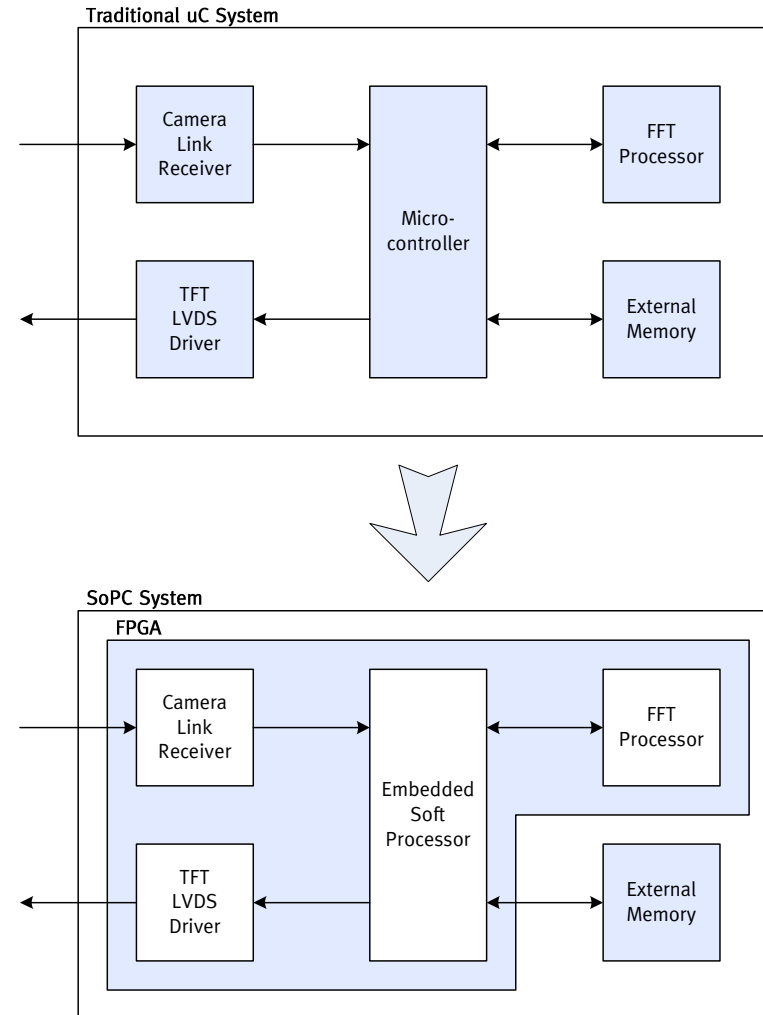 Traditional uC System
Camera
Link
Receiver
Micro-
controller
FFT
Processor
TFT
LVDS
Driver
External
Memory
SoPC System
FPGA
Camera
Link
Receiver
Embedded
Soft
Processor
FFT
Processor
TFT
LVDS
Driver
External
Memory